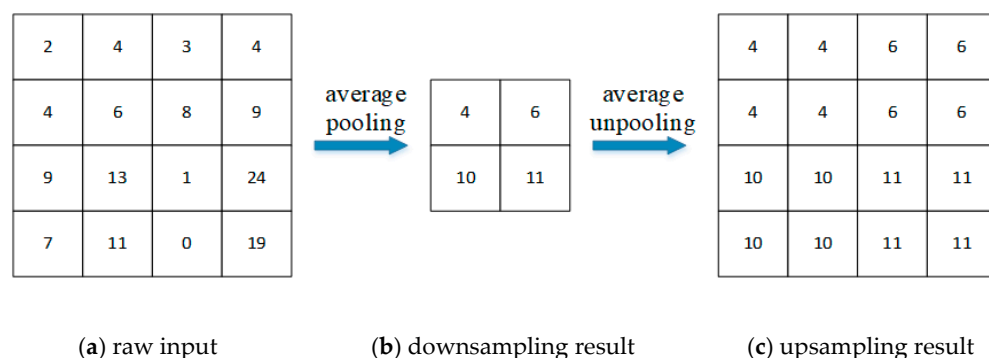 2 4 3 4
4 6 8 9
9 13 1 24
7 11 0 19
average
pooling
4 6
10 11
average
unpooling
4 4 6 6
4 4 6 6
10 10 11 11
10 10 11 11
(a) raw input
(b) downsampling result
(c) upsampling result